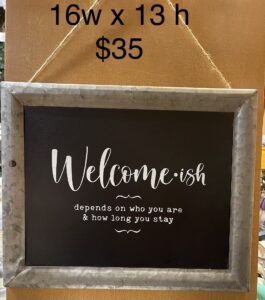 16w x 13 h
$35
Welcome•ish
depends on who you are
& how long you stay